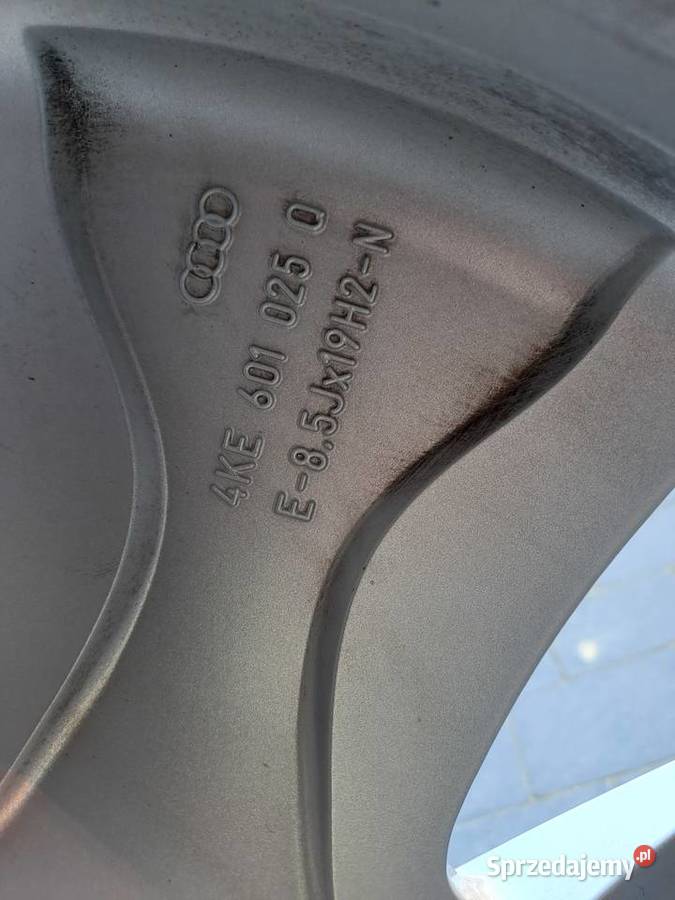 4KE 601 025 Q
E-8.5Jx19H2-N
Sprzedajemy.pl